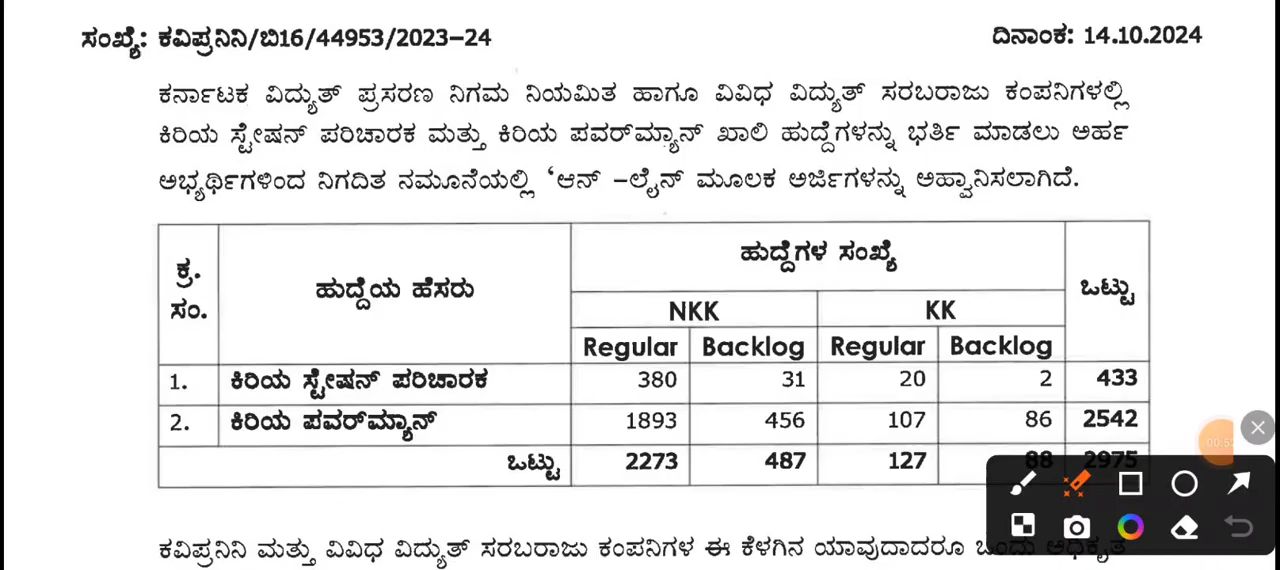 ಸಂಖ್ಯೆ: ಕವಿಪ್ರನಿನಿ/ಬಿ16/44953/2023–24 ದಿನಾಂಕ: 14.10.2024
ಕರ್ನಾಟಕ ವಿದ್ಯುತ್ ಪ್ರಸರಣ ನಿಗಮ ನಿಯಮಿತ ಹಾಗೂ ವಿವಿಧ ವಿದ್ಯುತ್ ಸರಬರಾಜು ಕಂಪನಿಗಳಲ್ಲಿ
ಕಿರಿಯ ಸ್ಟೇಷನ್ ಪರಿಚಾರಕ ಮತ್ತು ಕಿರಿಯ ಪವರ್‌ಮ್ಯಾನ್ ಖಾಲಿ ಹುದ್ದೆಗಳನ್ನು ಭರ್ತಿ ಮಾಡಲು ಅರ್ಹ
ಅಭ್ಯರ್ಥಿಗಳಿಂದ ನಿಗದಿತ ನಮೂನೆಯಲ್ಲಿ ‘ಆನ್ –ಲೈನ್ ಮೂಲಕ ಅರ್ಜಿಗಳನ್ನು ಅಹ್ವಾನಿಸಲಾಗಿದೆ.
ಕ್ರ. ಸಂ. ಹುದ್ದೆಯ ಹೆಸರು ಹುದ್ದೆಗಳ ಸಂಖ್ಯೆ ಒಟ್ಟು
NKK KK
Regular Backlog Regular Backlog
1. ಕಿರಿಯ ಸ್ಟೇಷನ್ ಪರಿಚಾರಕ 380 31 20 2 433
2. ಕಿರಿಯ ಪವರ್‌ಮ್ಯಾನ್ 1893 456 107 86 2542
ಒಟ್ಟು 2273 487 127 88 2975
ಕವಿಪ್ರನಿನಿ ಮತ್ತು ವಿವಿಧ ವಿದ್ಯುತ್ ಸರಬರಾಜು ಕಂಪನಿಗಳ ಈ ಕೆಳಗಿನ ಯಾವುದಾದರೂ ಒಂದು ಅಧಿಕೃತ